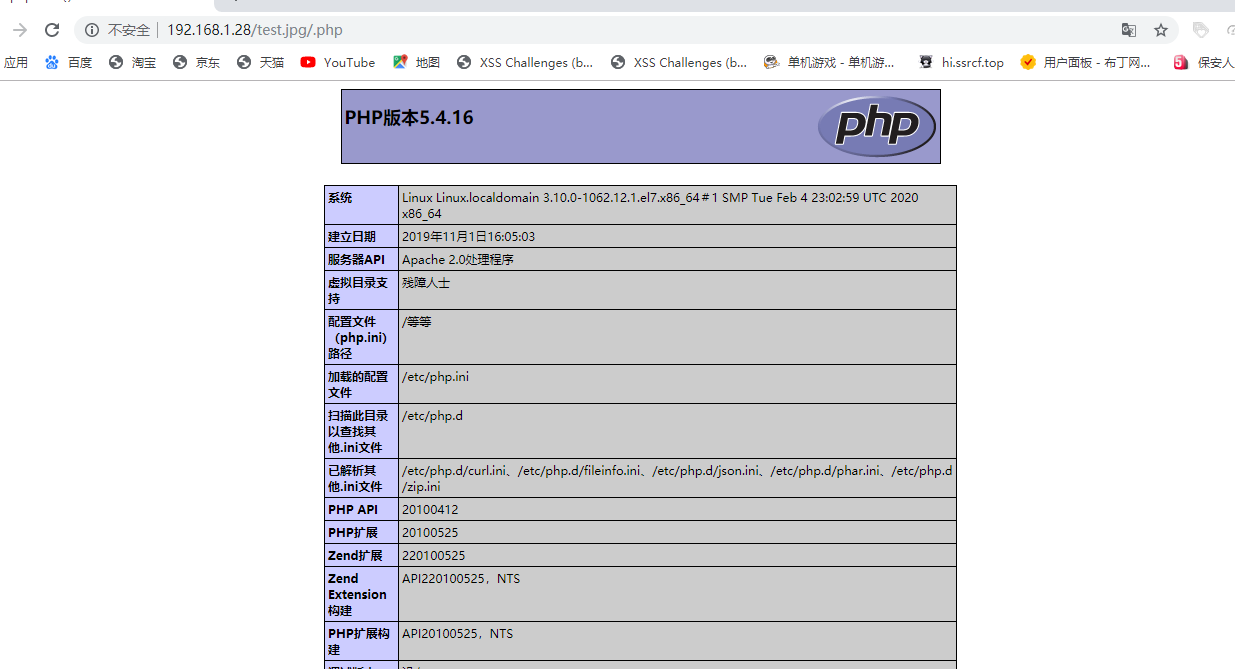 不安全 192.168.1.28/test.jpg/.php
应用 百度 淘宝 京东 天猫 YouTube 地图 XSS Challenges (b... XSS Challenges (b... 单机游戏 - 单机游... hi.ssrcf.top 用户面板 - 布丁网... 保安人
PHP版本5.4.16
php
系统
Linux Linux.localdomain 3.10.0-1062.12.1.el7.x86_64#1 SMP Tue Feb 4 23:02:59 UTC 2020
x86_64
建立日期
2019年11月1日16:05:03
服务器API
Apache 2.0处理程序
虚拟目录支
持
残障人士
配置文件
(php.ini)
路径
/等等
加载的配置
文件
/etc/php.ini
扫描此目录
以查找其
他.ini文件
/etc/php.d
已解析其
他.ini文件
/etc/php.d/curl.ini、/etc/php.d/fileinfo.ini、/etc/php.d/json.ini、/etc/php.d/phar.ini、/etc/php.d
/zip.ini
PHP API
20100412
PHP扩展
20100525
Zend扩展
220100525
Zend
Extension
构建
API220100525，NTS
PHP扩展构
建
API20100525，NTS